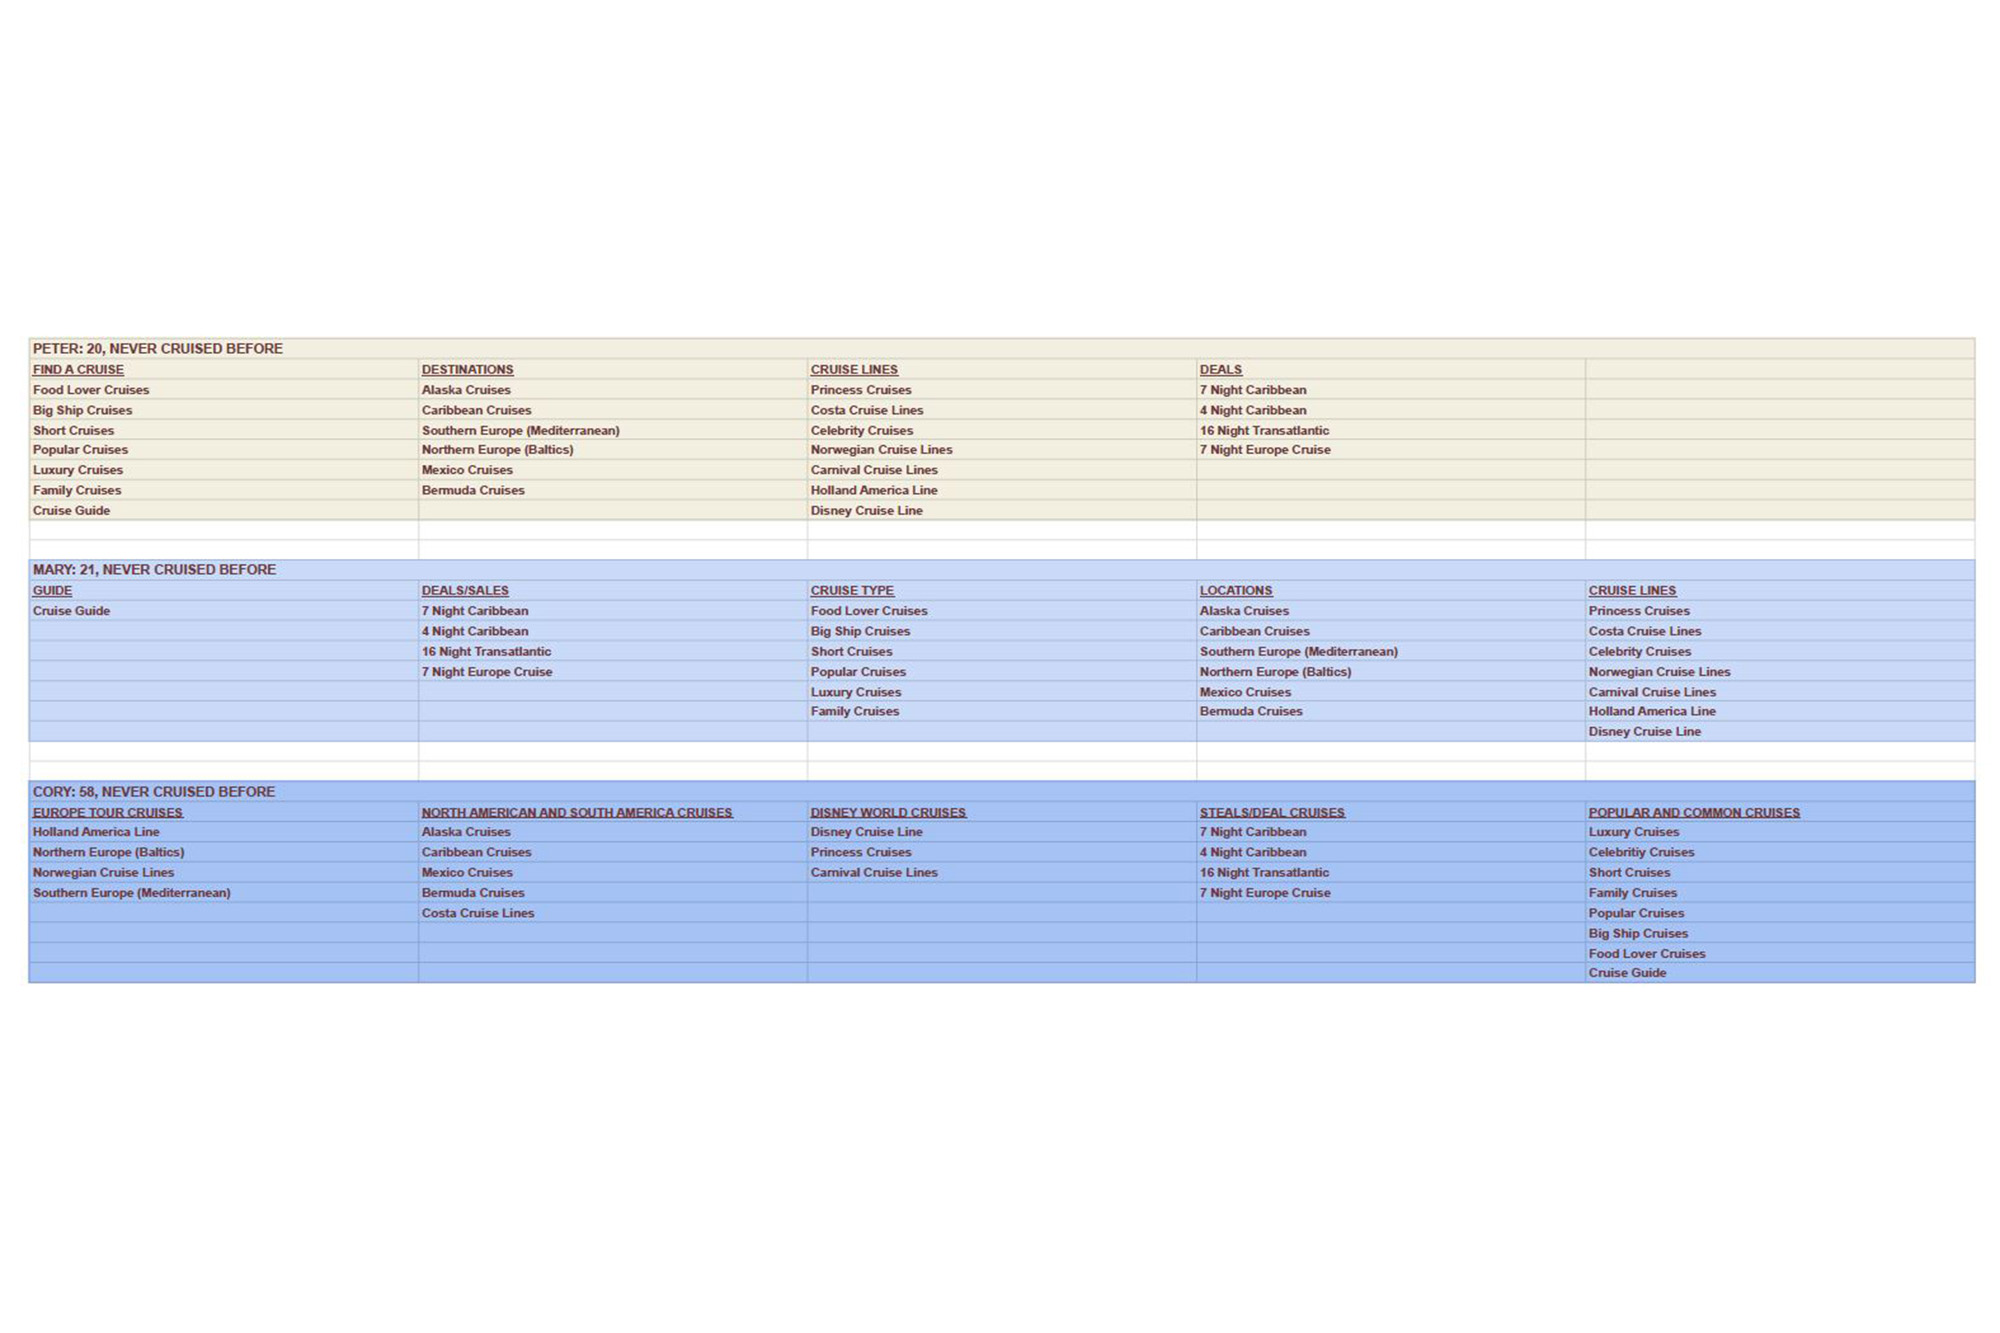 PETER: 20, NEVER CRUISED BEFORE
FIND A CRUISE DESTINATIONS CRUISE LINES DEALS
Food Lover Cruises Alaska Cruises Princess Cruises 7 Night Caribbean
Big Ship Cruises Caribbean Cruises Costa Cruise Lines 4 Night Caribbean
Short Cruises Southern Europe (Mediterranean) Celebrity Cruises 16 Night Transatlantic
Popular Cruises Northern Europe (Baltics) Norwegian Cruise Lines 7 Night Europe Cruise
Luxury Cruises Mexico Cruises Carnival Cruise Lines
Family Cruises Bermuda Cruises Holland America Line
Cruise Guide Disney Cruise Line
MARY: 21, NEVER CRUISED BEFORE
GUIDE DEALS/SALES CRUISE TYPE LOCATIONS CRUISE LINES
Cruise Guide 7 Night Caribbean Food Lover Cruises Alaska Cruises Princess Cruises
4 Night Caribbean Big Ship Cruises Caribbean Cruises Costa Cruise Lines
16 Night Transatlantic Short Cruises Southern Europe (Mediterranean) Celebrity Cruises
7 Night Europe Cruise Popular Cruises Northern Europe (Baltics) Norwegian Cruise Lines
Luxury Cruises Mexico Cruises Carnival Cruise Lines
Family Cruises Bermuda Cruises Holland America Line
Disney Cruise Line
CORY: 58, NEVER CRUISED BEFORE
EUROPE TOUR CRUISES NORTH AMERICAN AND SOUTH AMERICA CRUISES DISNEY WORLD CRUISES STEALS/DEAL CRUISES POPULAR AND COMMON CRUISES
Holland America Line Alaska Cruises Disney Cruise Line 7 Night Caribbean Luxury Cruises
Northern Europe (Baltics) Caribbean Cruises Princess Cruises 4 Night Caribbean Celebritiy Cruises
Norwegian Cruise Lines Mexico Cruises Carnival Cruise Lines 16 Night Transatlantic Short Cruises
Southern Europe (Mediterranean) Bermuda Cruises 7 Night Europe Cruise Family Cruises
Costa Cruise Lines Popular Cruises
Big Ship Cruises
Food Lover Cruises
Cruise Guide